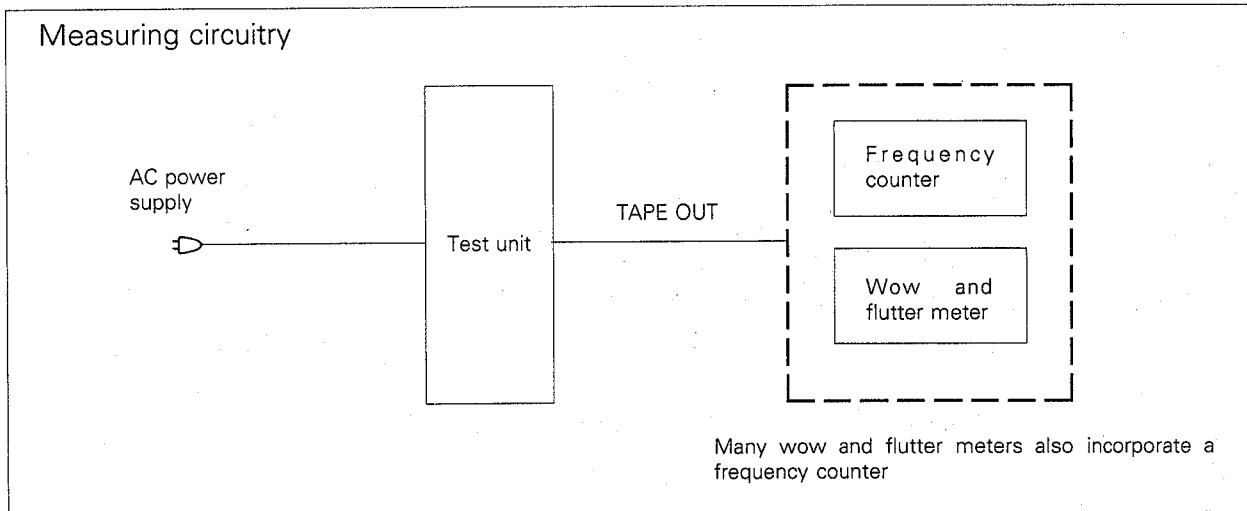 Measuring circuitry
AC power
supply
Test unit
TAPE OUT
Frequency
counter
Wow and
flutter meter
Many wow and flutter meters also incorporate a
frequency counter